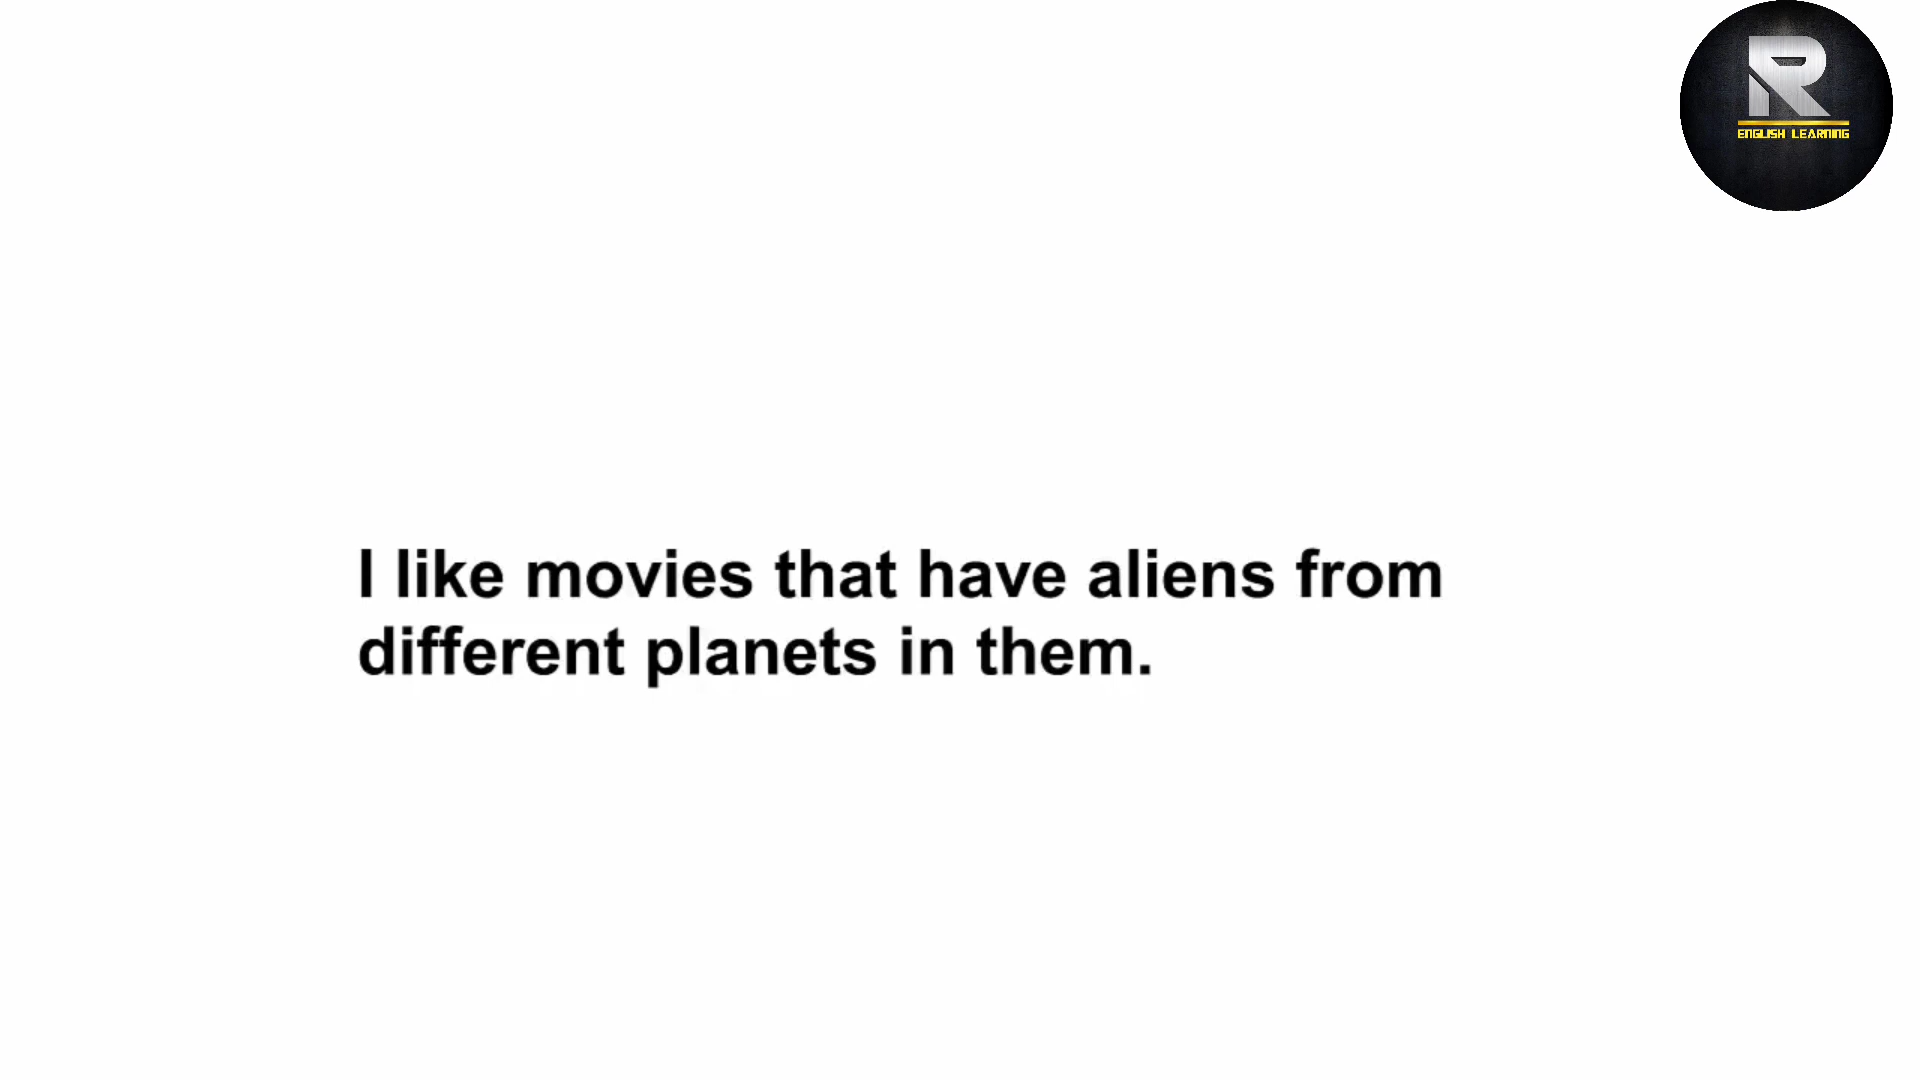 R
ENGLISH LEARNING
I like movies that have aliens from
different planets in them.